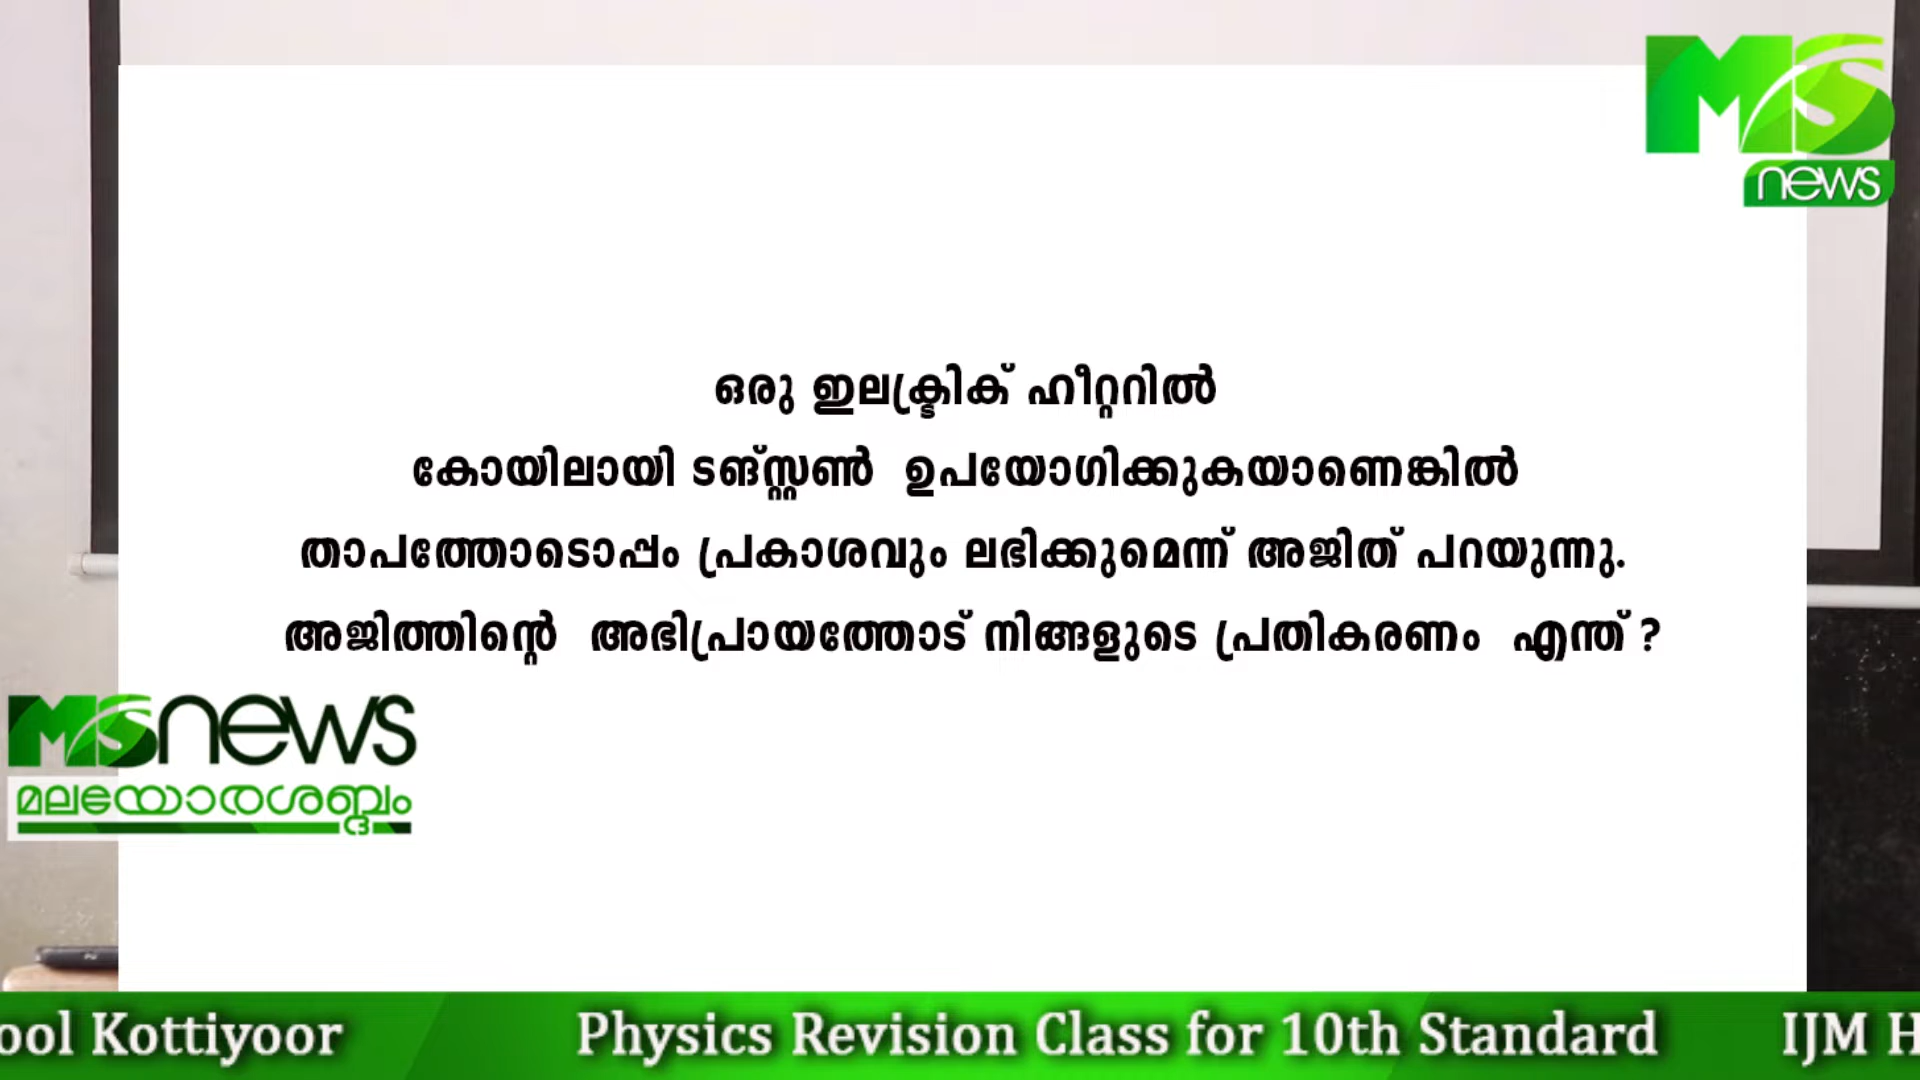 MS
news
ഒരു ഇലക്ട്രിക് ഹീറ്ററിൽ
കോയിലായി ടങ്സ്റ്റൺ ഉപയോഗിക്കുകയാണെങ്കിൽ
താപത്തോടൊപ്പം പ്രകാശവും ലഭിക്കുമെന്ന് അജിത് പറയുന്നു.
അജിത്തിന്റെ അഭിപ്രായത്തോട് നിങ്ങളുടെ പ്രതികരണം എന്ത് ?
MSnews
മലയോരശബ്ദം
ool Kottiyoor Physics Revision Class for 10th Standard IJM H